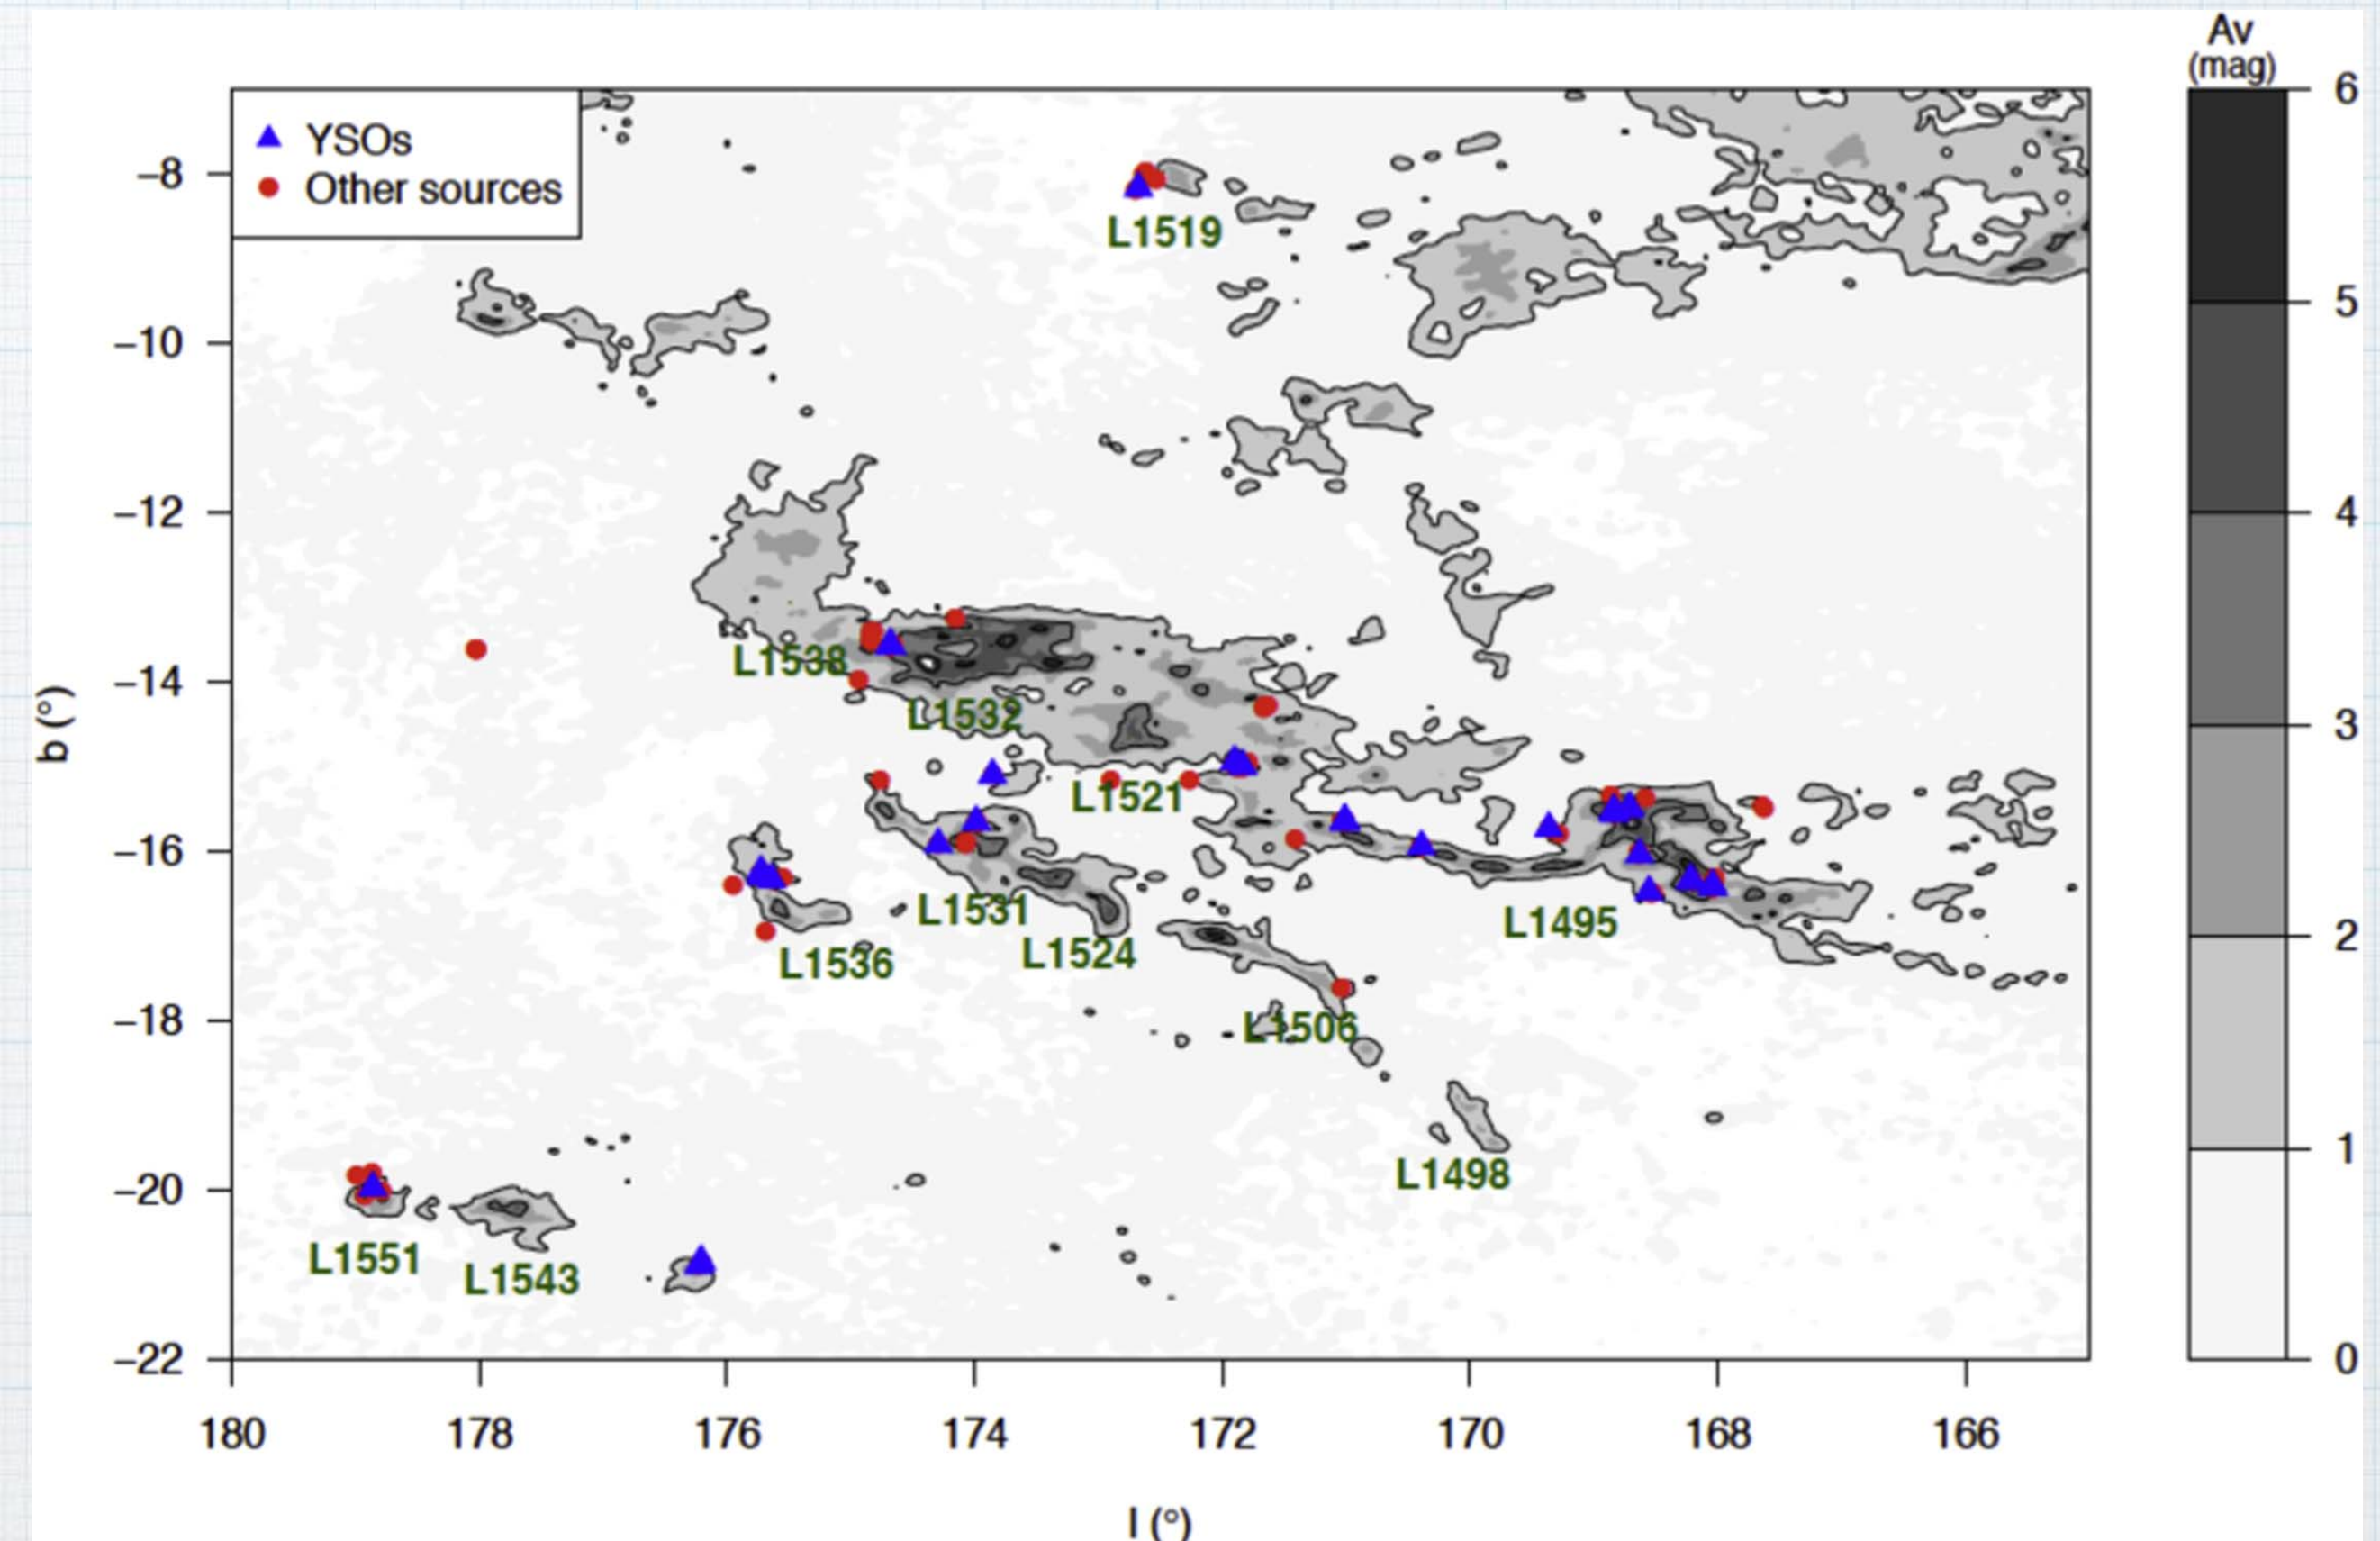 Av
(mag)
6
5
4
3
2
1
0
YSOs
Other sources
−8
−10
−12
−14
−16
−18
−20
−22
b (°)
L1519
L1538
L1532
L1521
L1531
L1524
L1536
L1495
L1506
L1498
L1551
L1543
180 178 176 174 172 170 168 166
l (°)